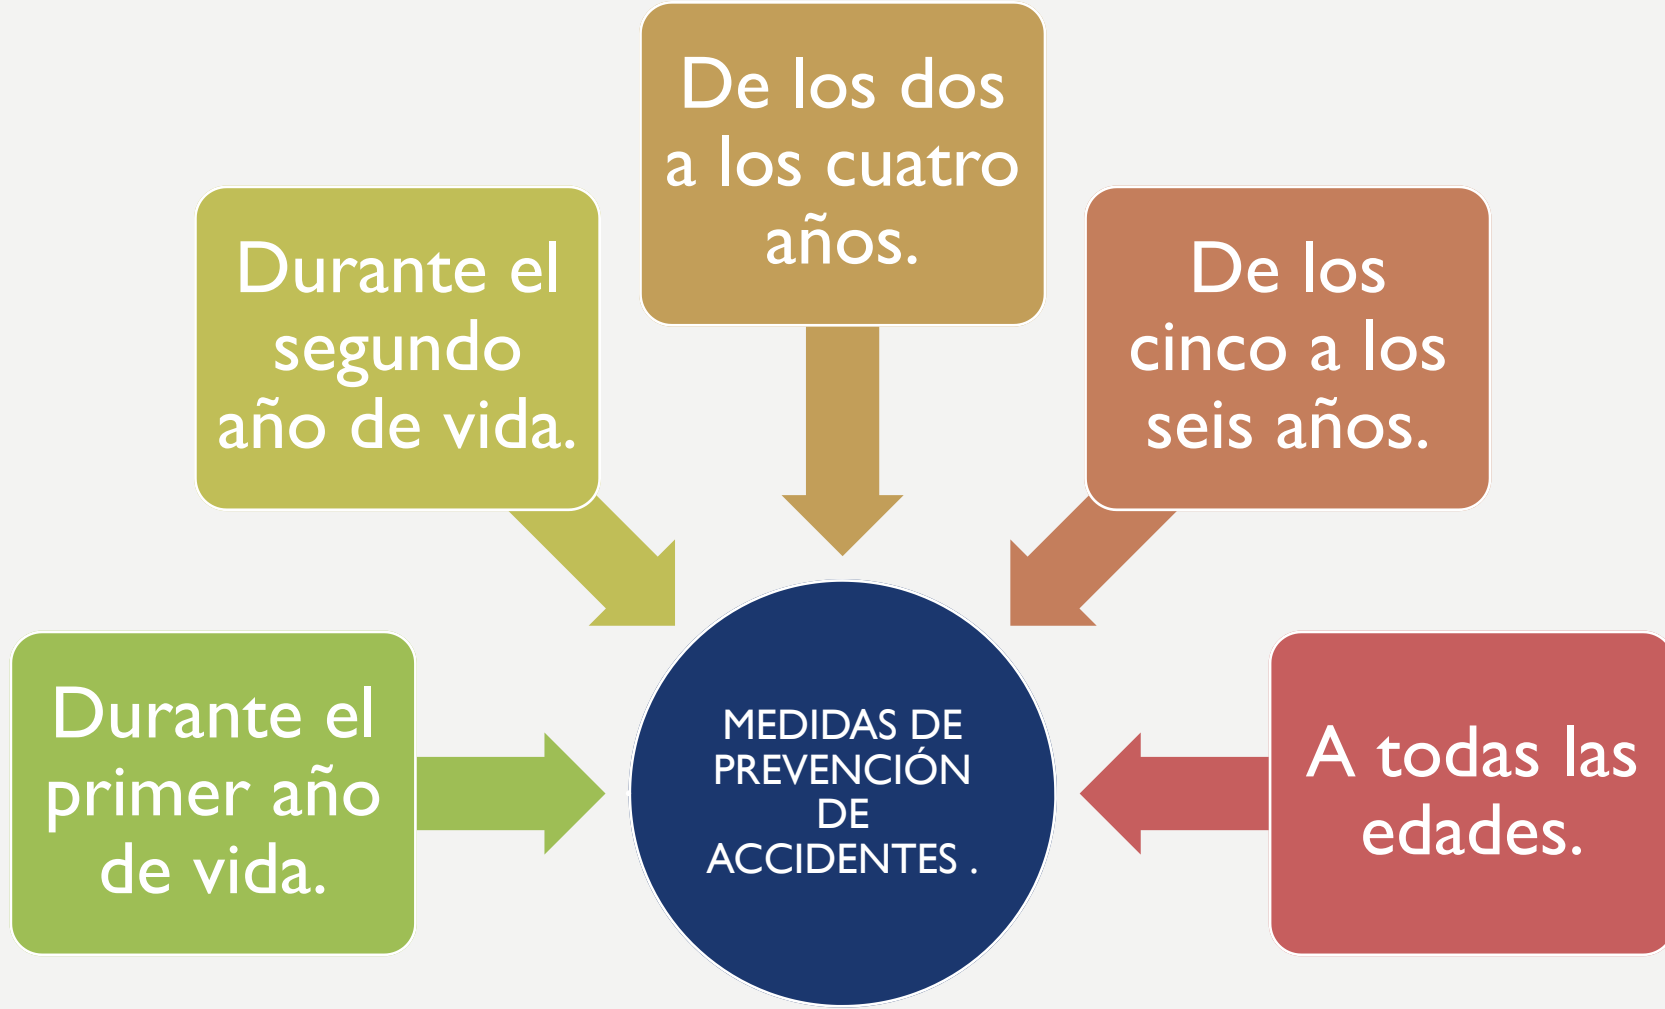 Durante el
primer año
de vida.
Durante el
segundo
año de vida.
De los dos
a los cuatro
años.
De los
cinco a los
seis años.
A todas las
edades.
MEDIDAS DE
PREVENCIÓN
DE
ACCIDENTES .